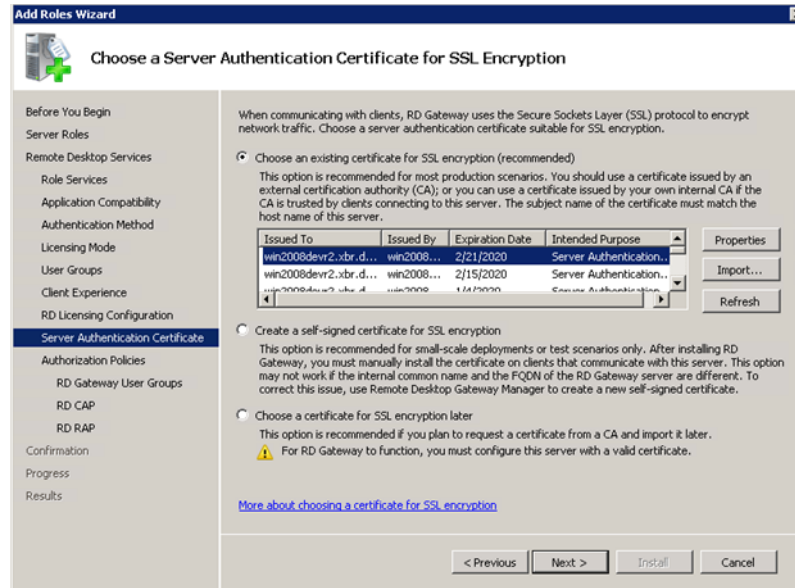 Add Roles Wizard
Choose a Server Authentication Certificate for SSL Encryption
Before You Begin
Server Roles
Remote Desktop Services
Role Services
Application Compatibility
Authentication Method
Licensing Mode
User Groups
Client Experience
RD Licensing Configuration
Server Authentication Certificate
Authorization Policies
RD Gateway User Groups
RD CAP
RD RAP
Confirmation
Progress
Results
When communicating with clients, RD Gateway uses the Secure Sockets Layer (SSL) protocol to encrypt
network traffic. Choose a server authentication certificate suitable for SSL encryption.
Choose an existing certificate for SSL encryption (recommended)
This option is recommended for most production scenarios. You should use a certificate issued by an
external certification authority (CA); or you can use a certificate issued by your own internal CA if the
CA is trusted by clients connecting to this server. The subject name of the certificate must match the
host name of this server.
Issued To Issued By Expiration Date Intended Purpose
win2008devr2.xbr.d... win2008... 2/21/2020 Server Authentication..
win2008devr2.xbr.d... win2008... 2/15/2020 Server Authentication..
win2008devr2.xbr.d... win2008... 1/4/2020 Server Authentication
Properties
Import...
Refresh
Create a self-signed certificate for SSL encryption
This option is recommended for small-scale deployments or test scenarios only. After installing RD
Gateway, you must manually install the certificate on clients that communicate with this server. This option
may not work if the internal common name and the FQDN of the RD Gateway server are different. To
correct this issue, use Remote Desktop Gateway Manager to create a new self-signed certificate.
Choose a certificate for SSL encryption later
This option is recommended if you plan to request a certificate from a CA and import it later.
For RD Gateway to function, you must configure this server with a valid certificate.
More about choosing a certificate for SSL encryption
< Previous Next > Install Cancel